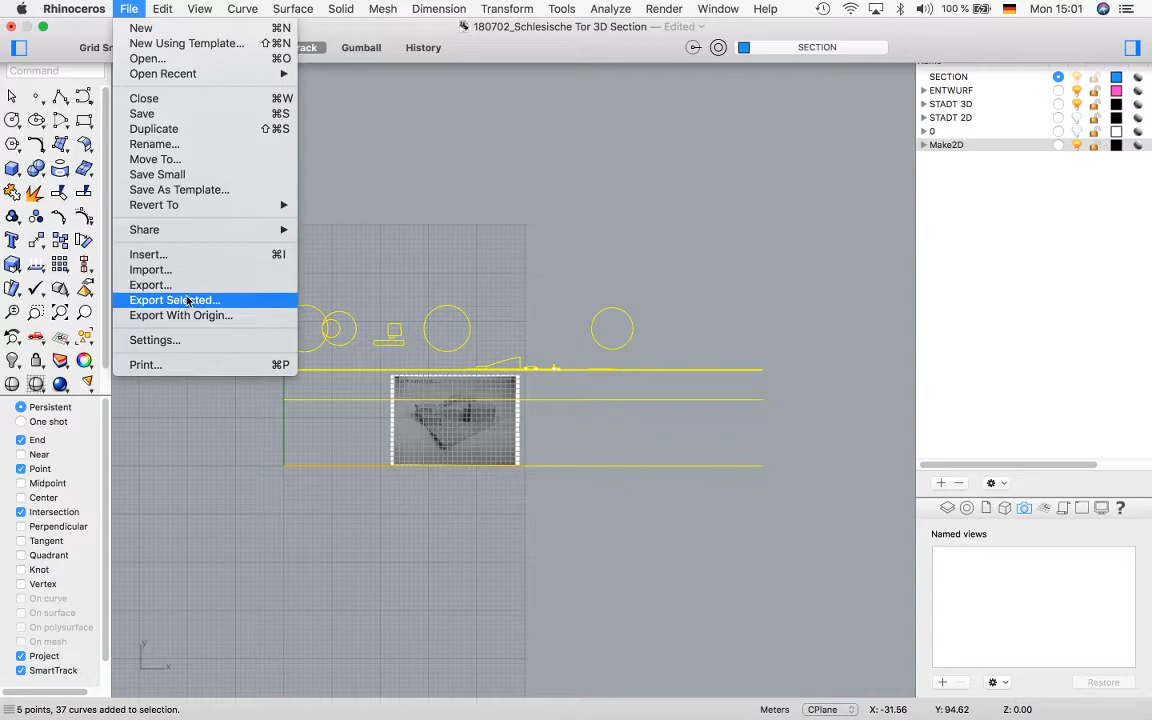 Rhinoceros File Edit View Curve Surface Solid Mesh Dimension Transform Tools Analyze Render Window Help 100 % Mon 15:01
180702_Schlesische Tor 3D Section — Edited
Grid Sn
rack Gumball History
SECTION
Command
New ⌘N
New Using Template... ⇧⌘N
Open... ⌘O
Open Recent
Close ⌘W
Save ⌘S
Duplicate ⇧⌘S
Rename...
Move To...
Save Small
Save As Template...
Revert To
Share
Insert... ⌘I
Import...
Export...
Export Selected...
Export With Origin...
Settings...
Print... ⌘P
SECTION
ENTWURF
STADT 3D
STADT 2D
0
Make2D
Persistent
One shot
End
Near
Point
Midpoint
Center
Intersection
Perpendicular
Tangent
Quadrant
Knot
Vertex
On curve
On surface
On polysurface
On mesh
Project
SmartTrack
y
x
Named views
Restore
5 points, 37 curves added to selection.
Meters CPlane X: -31.56 Y: 94.62 Z: 0.00